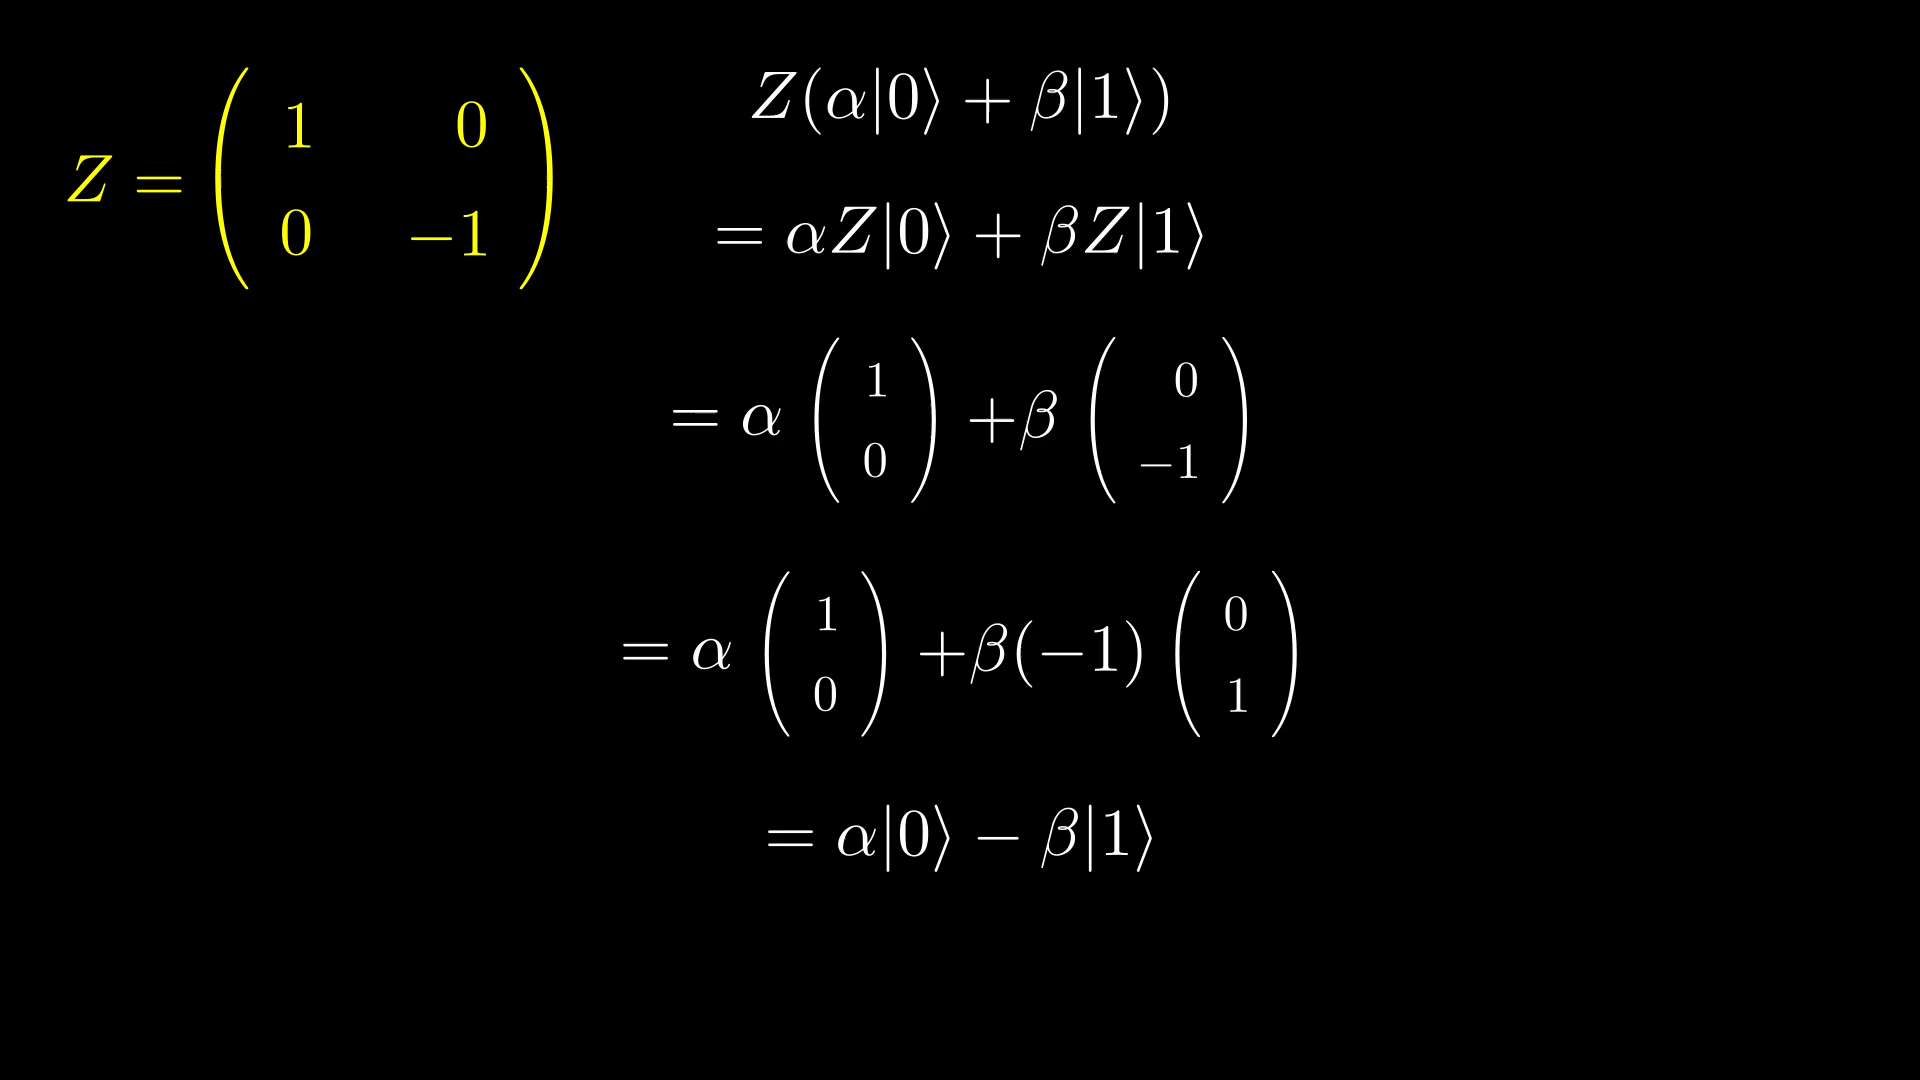 Z = ( 1 0
0 −1 )
Z(α|0⟩ + β|1⟩)
= αZ|0⟩ + βZ|1⟩
= α ( 1 0 ) +β ( 0 −1 )
= α ( 1 0 ) +β(−1) ( 0 1 )
= α|0⟩ − β|1⟩